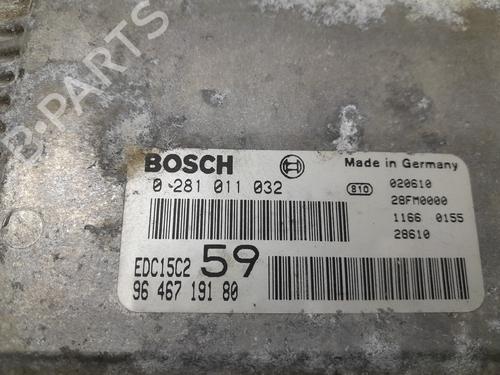 B-PARTS
BOSCH
Made in Germany
0 281 011 032
810
020610
28FM0000
1166 0155
28610
EDC15C2 59
96 467 191 80